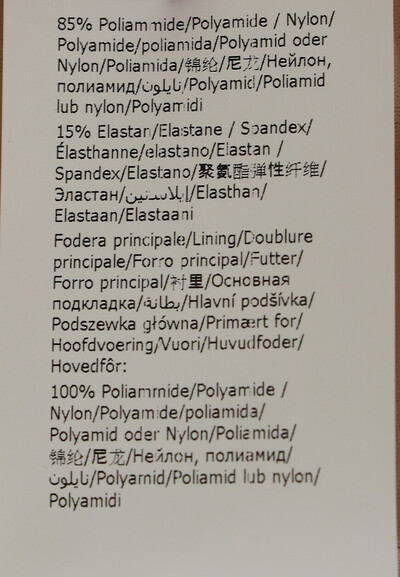 85% Poliammide/Polyamide / Nylon/
Polyamide/poliamida/Polyamid oder
Nylon/Poliamida/锦纶/尼龙/Нейлон,
полиамид/نايلون/Polyamid/Poliamid
lub nylon/Polyamidi
15% Elastan/Elastane / Spandex/
Élasthanne/elastano/Elastan /
Spandex/Elastano/聚氨酯弹性纤维/
Эластан/إيلاستين/Elasthan/
Elastaan/Elastaani
Fodera principale/Lining/Doublure
principale/Forro principal/Futter/
Forro principal/衬里/Основная
подкладка/بطانة/Hlavní podšívka/
Podszewka główna/Primært for/
Hoofdvoering/Vuori/Huvudfoder/
Hovedfôr:
100% Poliammide/Polyamide /
Nylon/Polyamide/poliamida/
Polyamid oder Nylon/Poliamida/
锦纶/尼龙/Нейлон, полиамид/
نايلون/Polyamid/Poliamid lub nylon/
Polyamidi